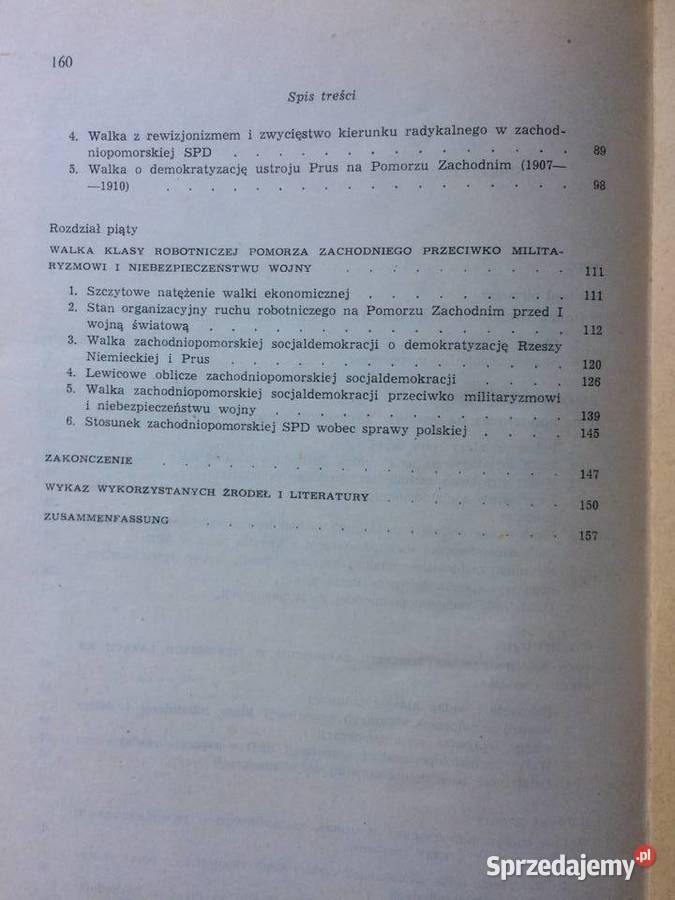 160
Spis treści
4. Walka z rewizjonizmem i zwycięstwo kierunku radykalnego w zachod-
niopomorskiej SPD . . . . . . . . . . . . . . 89
5. Walka o demokratyzację ustroju Prus na Pomorzu Zachodnim (1907—
—1910) . . . . . . . . . . . . . . . . 98
Rozdział piąty
WALKA KLASY ROBOTNICZEJ POMORZA ZACHODNIEGO PRZECIWKO MILITA-
RYZMOWI I NIEBEZPIECZEŃSTWU WOJNY . . . . . . . . . 111
1. Szczytowe natężenie walki ekonomicznej . . . . . . . . . 111
2. Stan organizacyjny ruchu robotniczego na Pomorzu Zachodnim przed I
wojną światową . . . . . . . . . . . . . . 112
3. Walka zachodniopomorskiej socjaldemokracji o demokratyzację Rzeszy
Niemieckiej i Prus . . . . . . . . . . . . . . 120
4. Lewicowe oblicze zachodniopomorskiej socjaldemokracji . . . . 126
5. Walka zachodniopomorskiej socjaldemokracji przeciwko militaryzmowi
i niebezpieczeństwu wojny . . . . . . . . . . . . 139
6. Stosunek zachodniopomorskiej SPD wobec sprawy polskiej . . . . 145
ZAKONCZENIE . . . . . . . . . . . . . . . . 147
WYKAZ WYKORZYSTANYCH ŹRODEŁ I LITERATURY . . . . . . . 150
ZUSAMMENFASSUNG . . . . . . . . . . . . . . 157
Sprzedajemy.pl